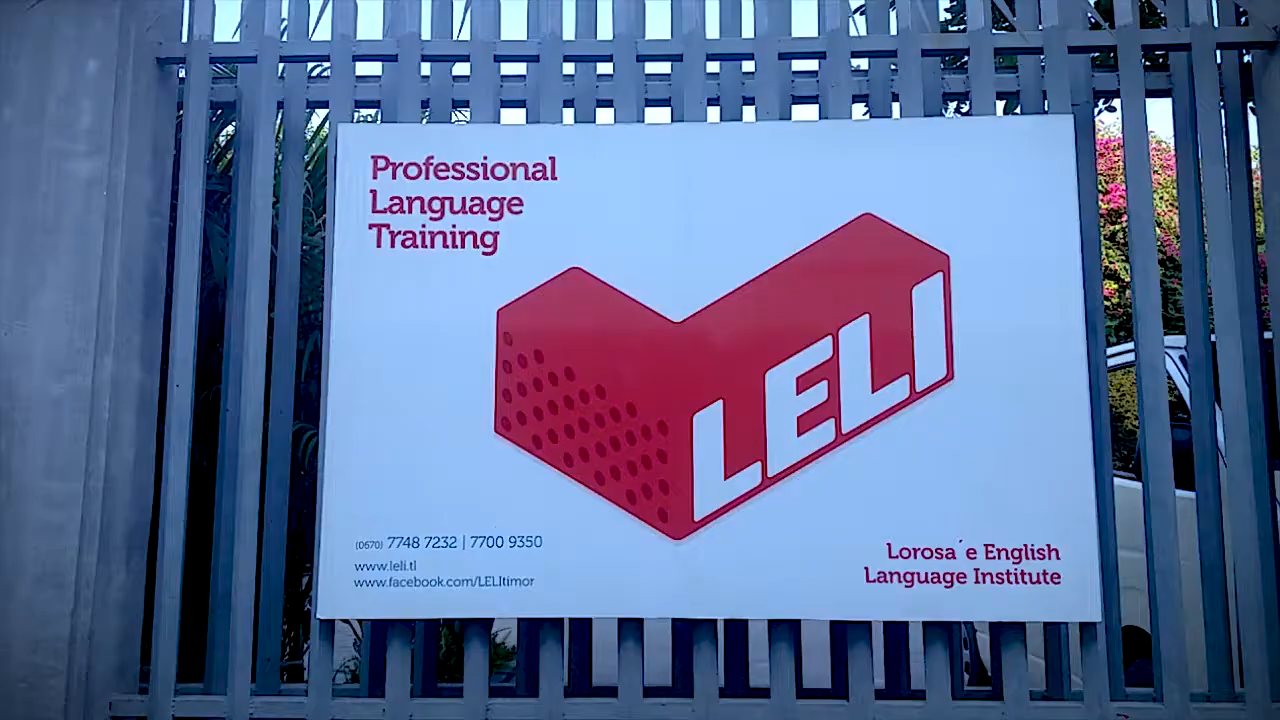 Professional
Language
Training
LELI
(0670) 7748 7232 | 7700 9350
www.leli.tl
www.facebook.com/LELItimor
Lorosa´e English
Language Institute